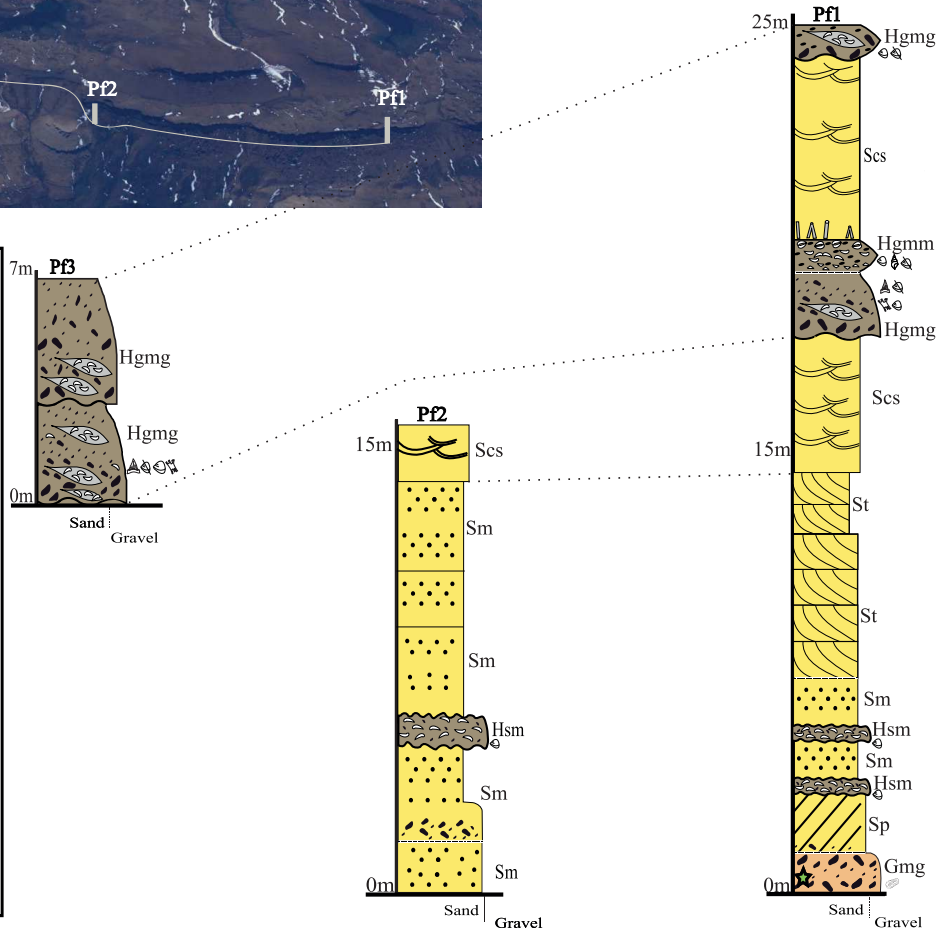 Pf2
Pf1
25m
Pf1
Hgmg
Scs
Hgmm
Hgmg
Scs
15m
St
St
Sm
Hsm
Sm
Hsm
Sp
Gmg
0m
Sand
Gravel
7m
Pf3
Hgmg
Hgmg
0m
Sand
Gravel
Pf2
15m
Scs
Sm
Sm
Hsm
Sm
Sm
0m
Sand
Gravel